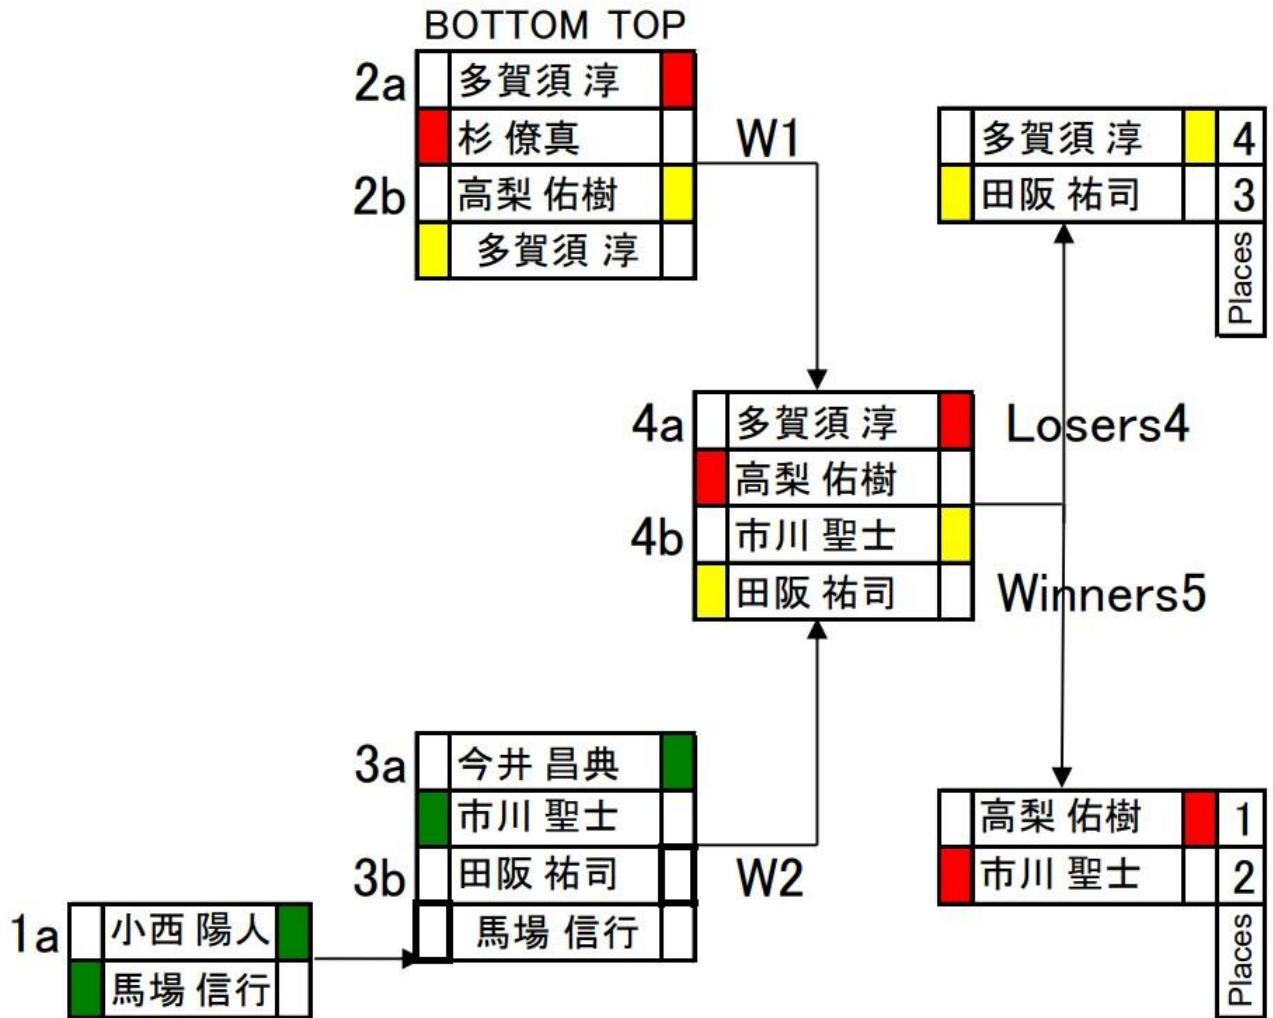 BOTTOM TOP
2a 多賀須 淳
杉 僚真
2b 高梨 佑樹
多賀須 淳
W1
多賀須 淳 4
田阪 祐司 3
Places
4a 多賀須 淳
高梨 佑樹
4b 市川 聖士
田阪 祐司
Losers4
Winners5
3a 今井 昌典
市川 聖士
3b 田阪 祐司
馬場 信行
W2
1a 小西 陽人
馬場 信行
高梨 佑樹 1
市川 聖士 2
Places